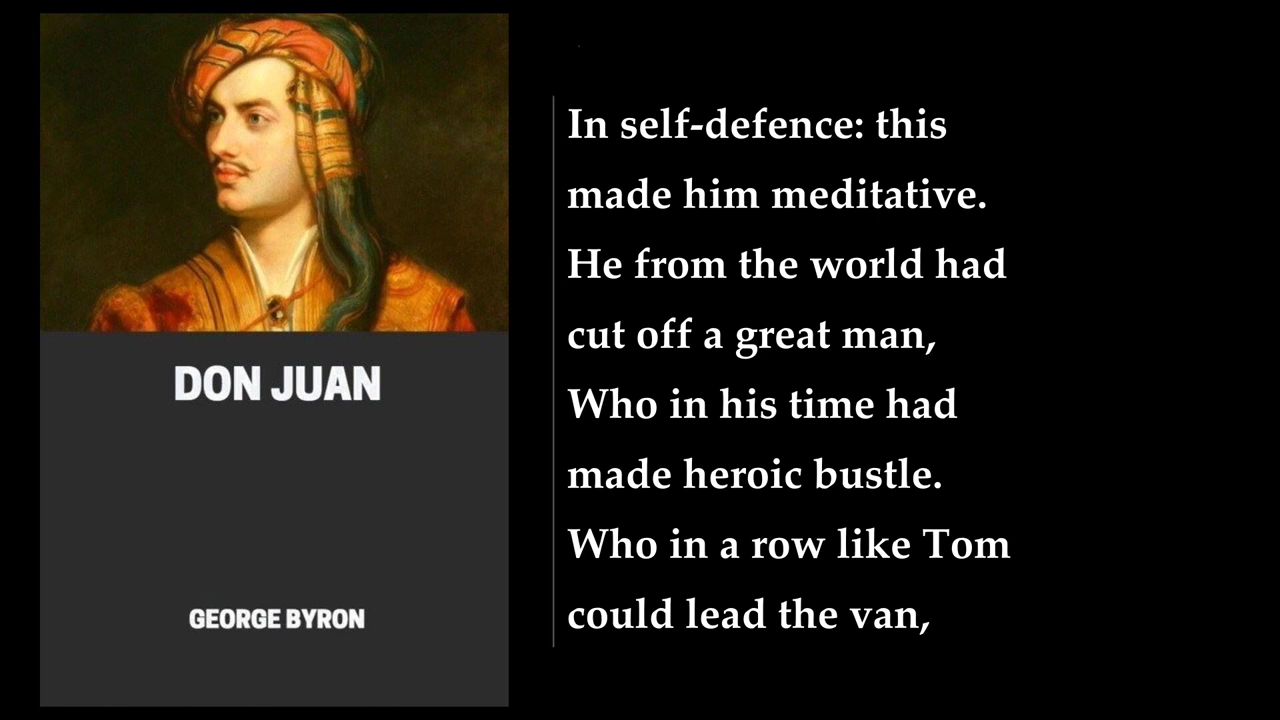 DON JUAN
GEORGE BYRON
In self-defence: this
made him meditative.
He from the world had
cut off a great man,
Who in his time had
made heroic bustle.
Who in a row like Tom
could lead the van,